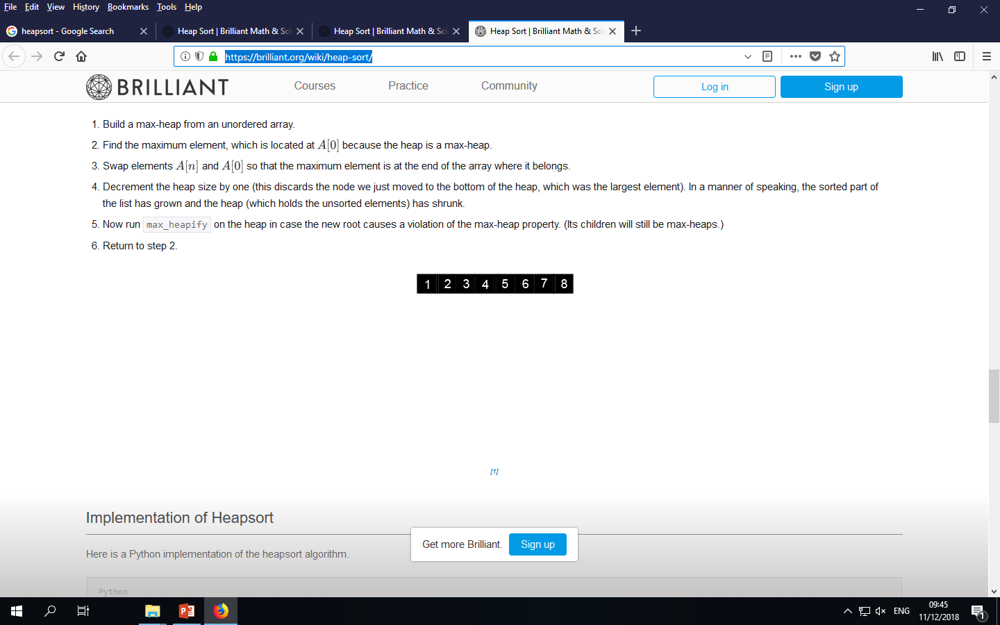 File Edit View History Bookmarks Tools Help
heapsort - Google Search
Heap Sort | Brilliant Math & Sci
Heap Sort | Brilliant Math & Sci
Heap Sort | Brilliant Math & Sci
https://brilliant.org/wiki/heap-sort/
BRILLIANT
Courses
Practice
Community
Log in
Sign up
1. Build a max-heap from an unordered array.
2. Find the maximum element, which is located at A[0] because the heap is a max-heap.
3. Swap elements A[n] and A[0] so that the maximum element is at the end of the array where it belongs.
4. Decrement the heap size by one (this discards the node we just moved to the bottom of the heap, which was the largest element). In a manner of speaking, the sorted part of
the list has grown and the heap (which holds the unsorted elements) has shrunk.
5. Now run max_heapify on the heap in case the new root causes a violation of the max-heap property. (Its children will still be max-heaps.)
6. Return to step 2.
1 2 3 4 5 6 7 8
[1]
Implementation of Heapsort
Get more Brilliant. Sign up
Here is a Python implementation of the heapsort algorithm.
Python
ENG
09:45
11/12/2018
1